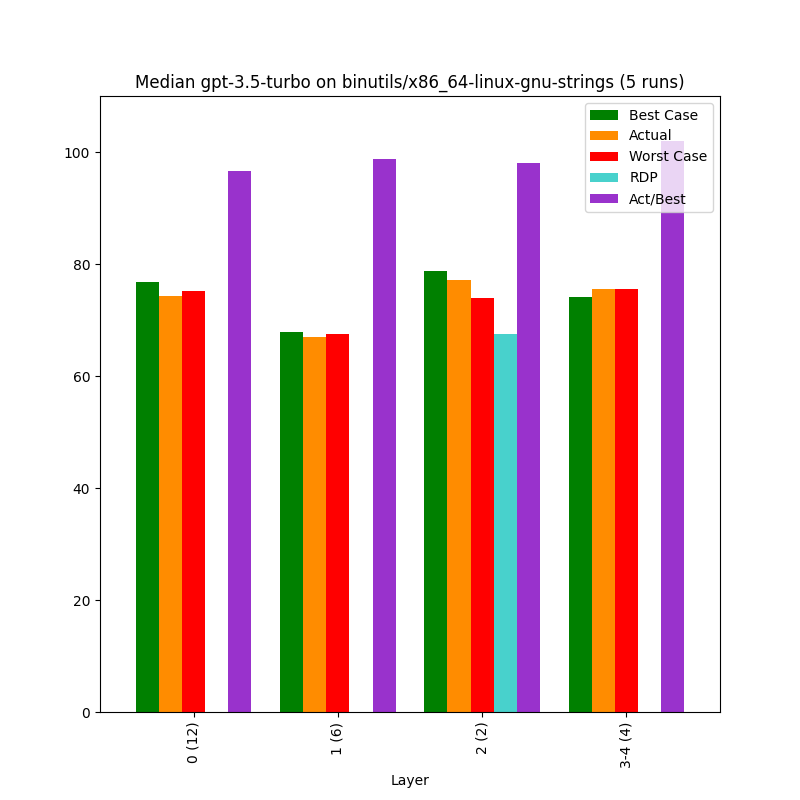 Median gpt-3.5-turbo on binutils/x86_64-linux-gnu-strings (5 runs)
Best Case
Actual
Worst Case
RDP
Act/Best
100
80
60
40
20
0
0 (12)
1 (6)
2 (2)
3-4 (4)
Layer